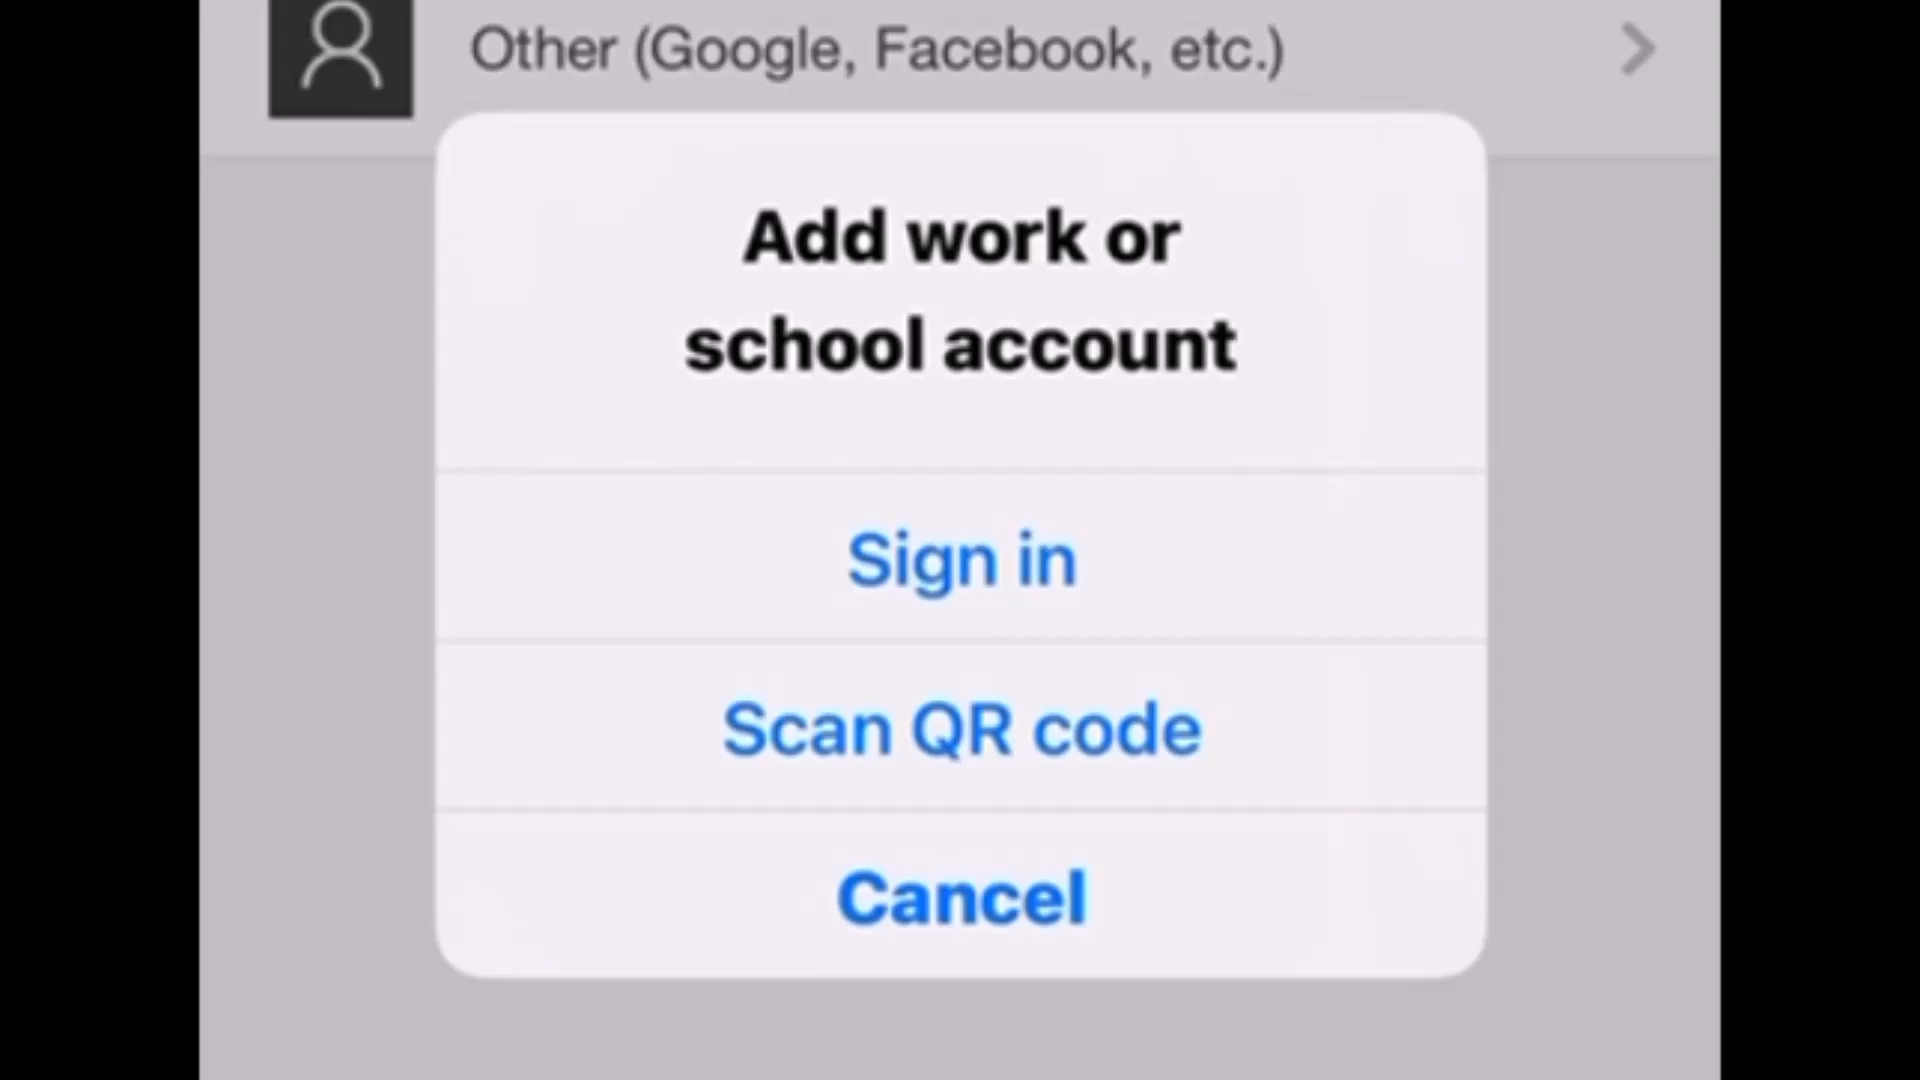 Other (Google, Facebook, etc.)
Add work or
school account
Sign in
Scan QR code
Cancel